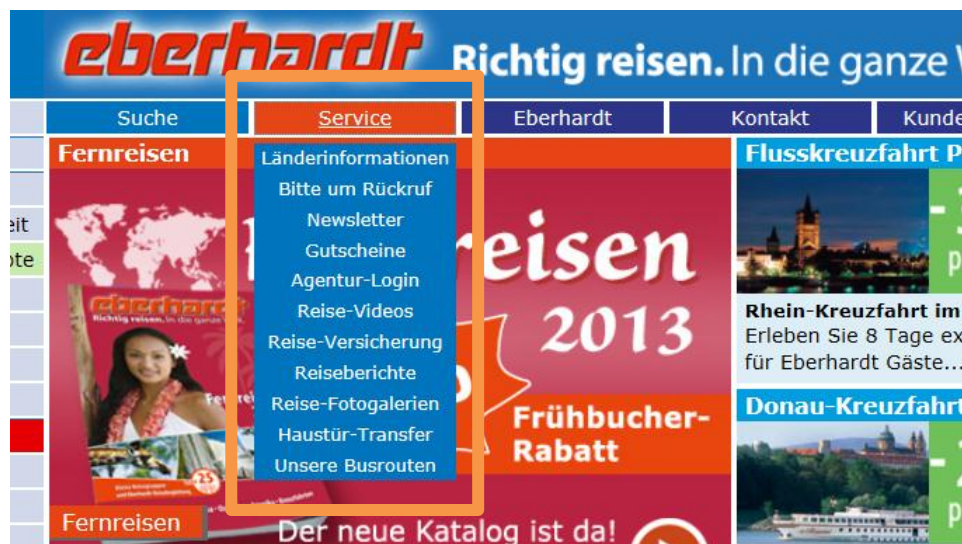 eberhardt Richtig reisen. In die ganze
Suche Service Eberhardt Kontakt Kunde
Fernreisen
Länderinformationen
Bitte um Rückruf
Newsletter
Gutscheine
Agentur-Login
Reise-Videos
Reise-Versicherung
Reiseberichte
Reise-Fotogalerien
Haustür-Transfer
Unsere Busrouten
eit
ote
reisen
2013
Frühbucher-
Rabatt
eberhardt
Richtig reisen. In die ganze
Fernrei
Fernreisen
Der neue Katalog ist da!
Flusskreuzfahrt P
Rhein-Kreuzfahrt im
Erleben Sie 8 Tage ex
für Eberhardt Gäste...
Donau-Kreuzfahrt